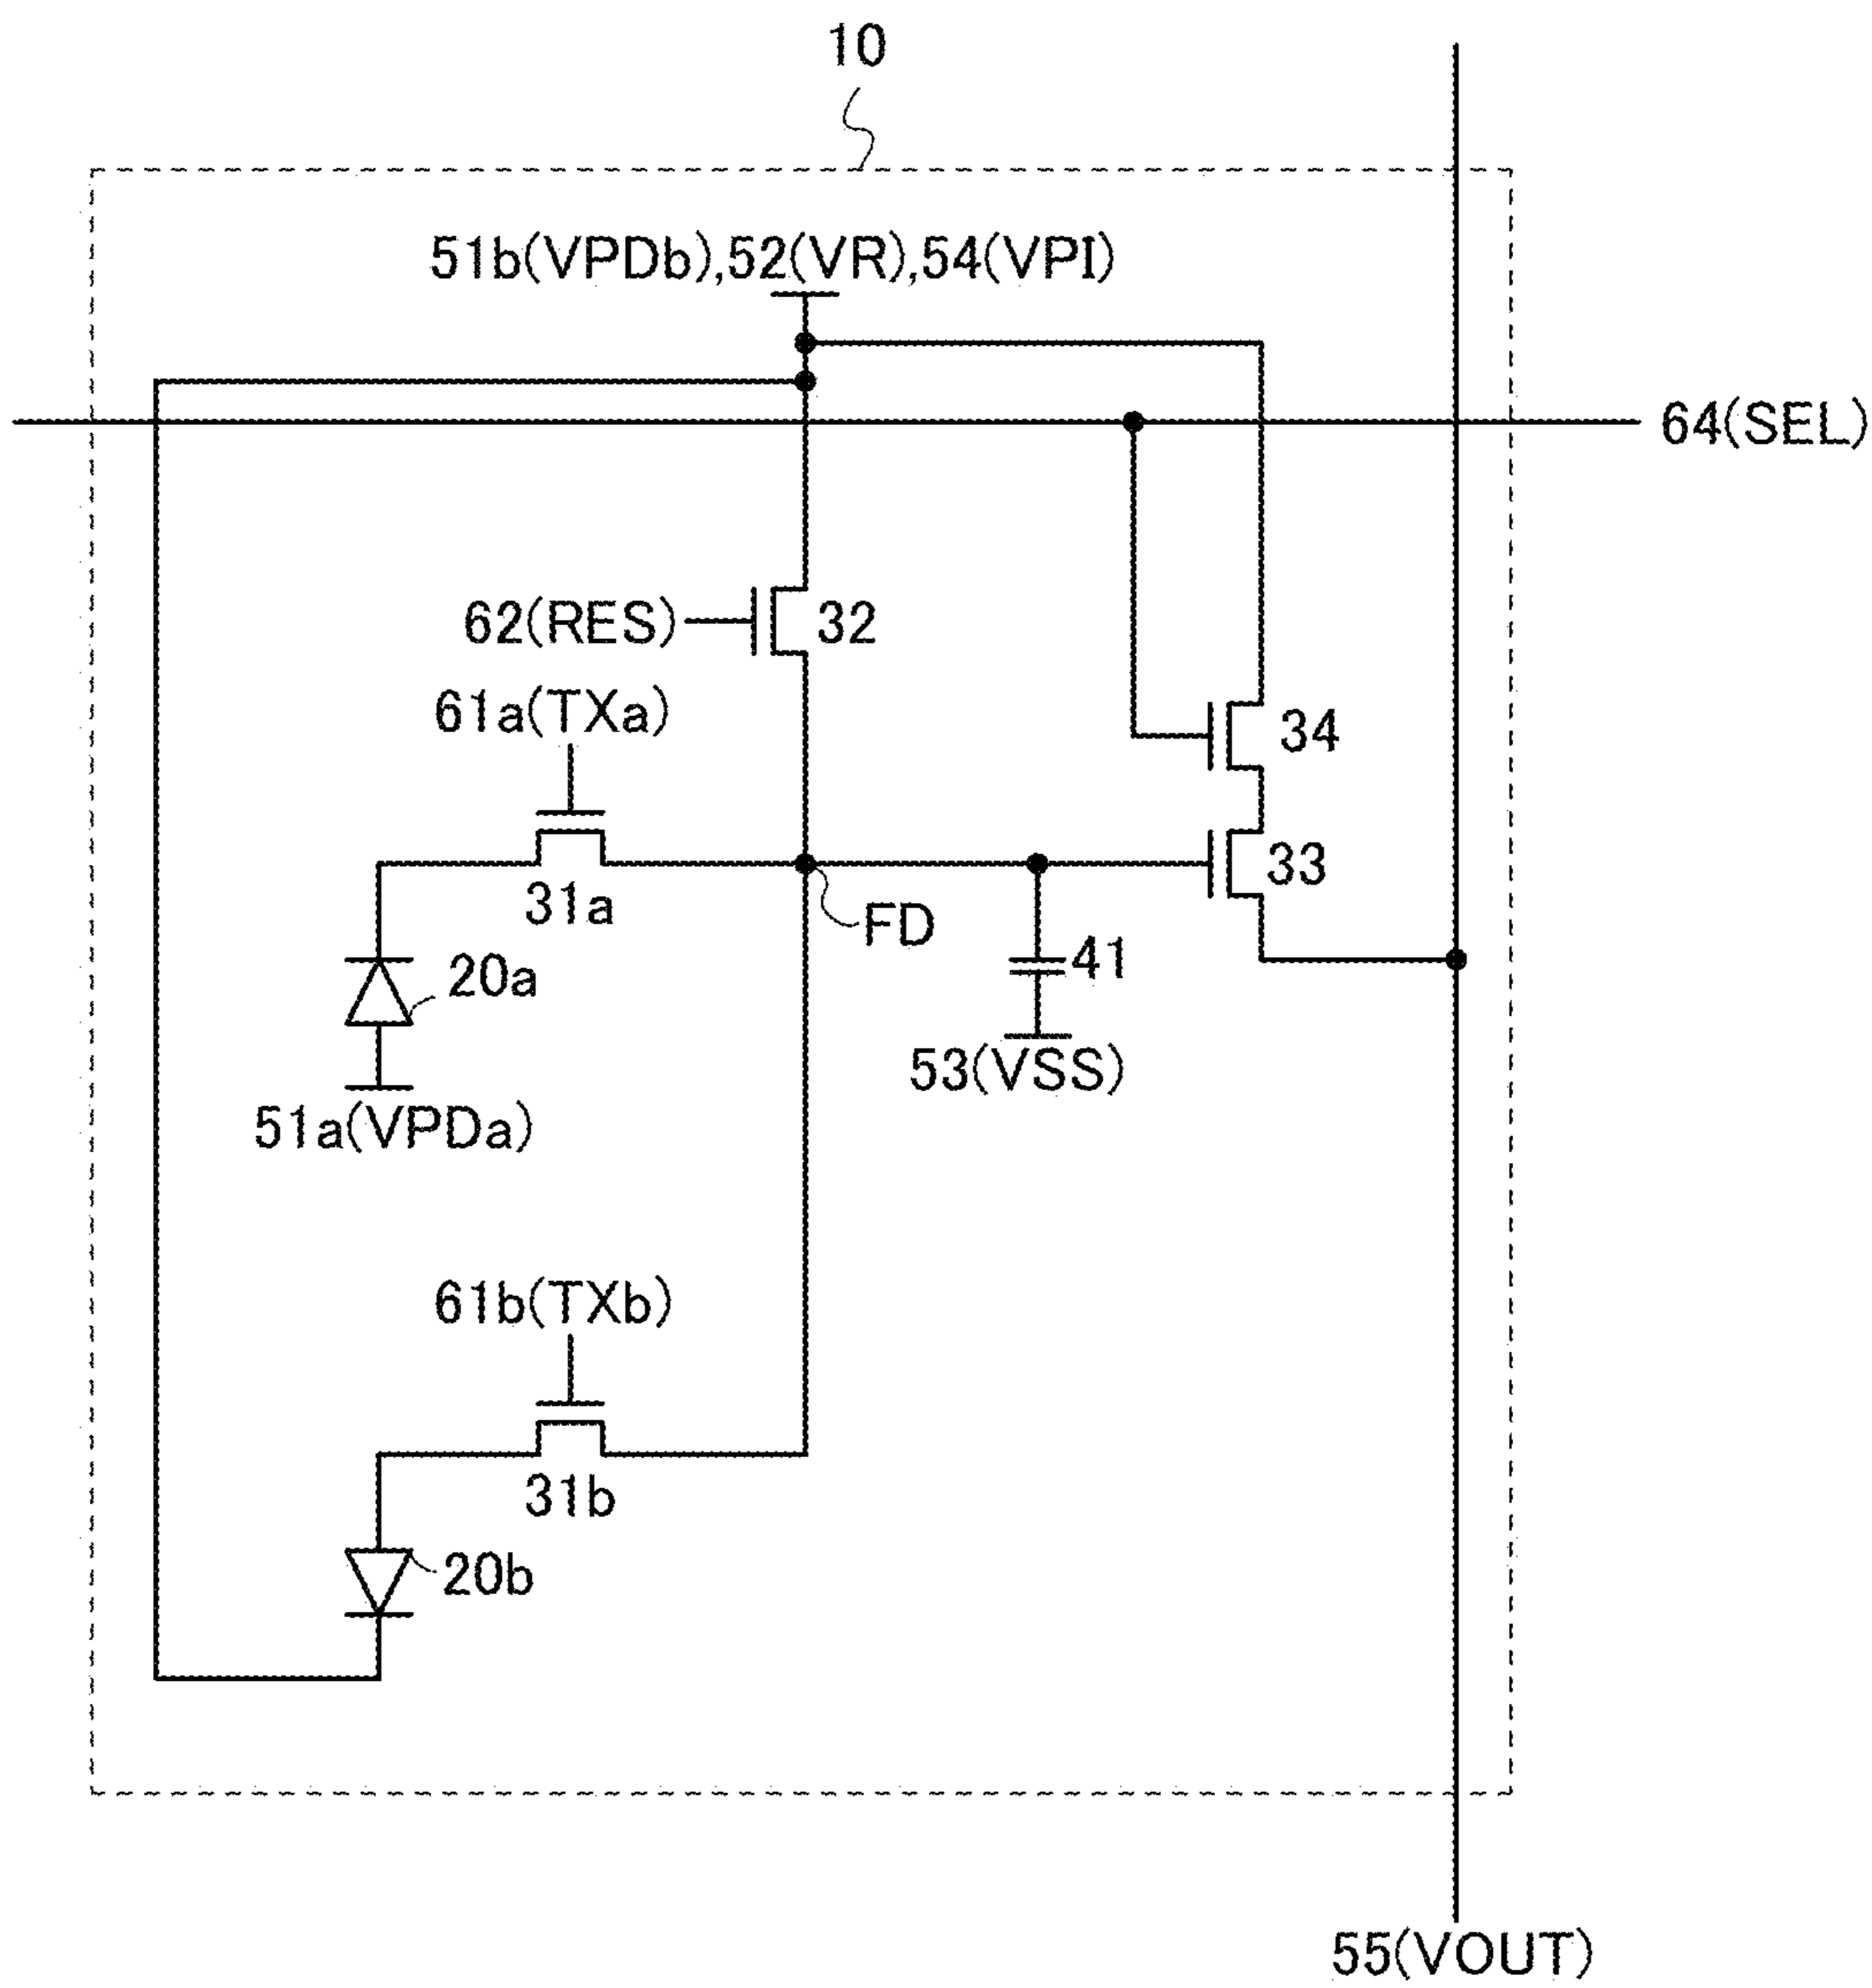 10
51b(VPDb),52(VR),54(VPI)
64(SEL)
62(RES)
32
61a(TXa)
34
33
31a
FD
20a
41
53(VSS)
51a(VPDa)
61b(TXb)
31b
20b
55(VOUT)